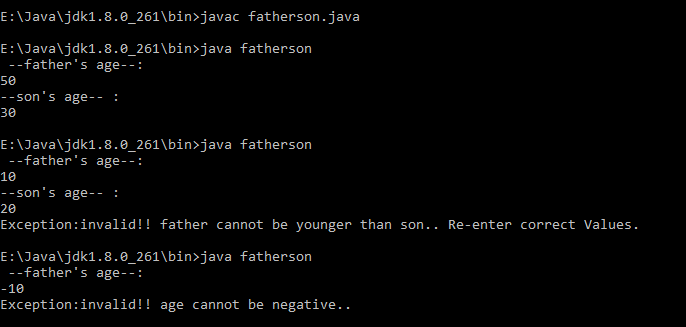 E:\Java\jdk1.8.0_261\bin>javac fatherson.java
E:\Java\jdk1.8.0_261\bin>java fatherson
--father's age--:
50
--son's age-- :
30
E:\Java\jdk1.8.0_261\bin>java fatherson
--father's age--:
10
--son's age-- :
20
Exception:invalid!! father cannot be younger than son.. Re-enter correct Values.
E:\Java\jdk1.8.0_261\bin>java fatherson
--father's age--:
-10
Exception:invalid!! age cannot be negative..